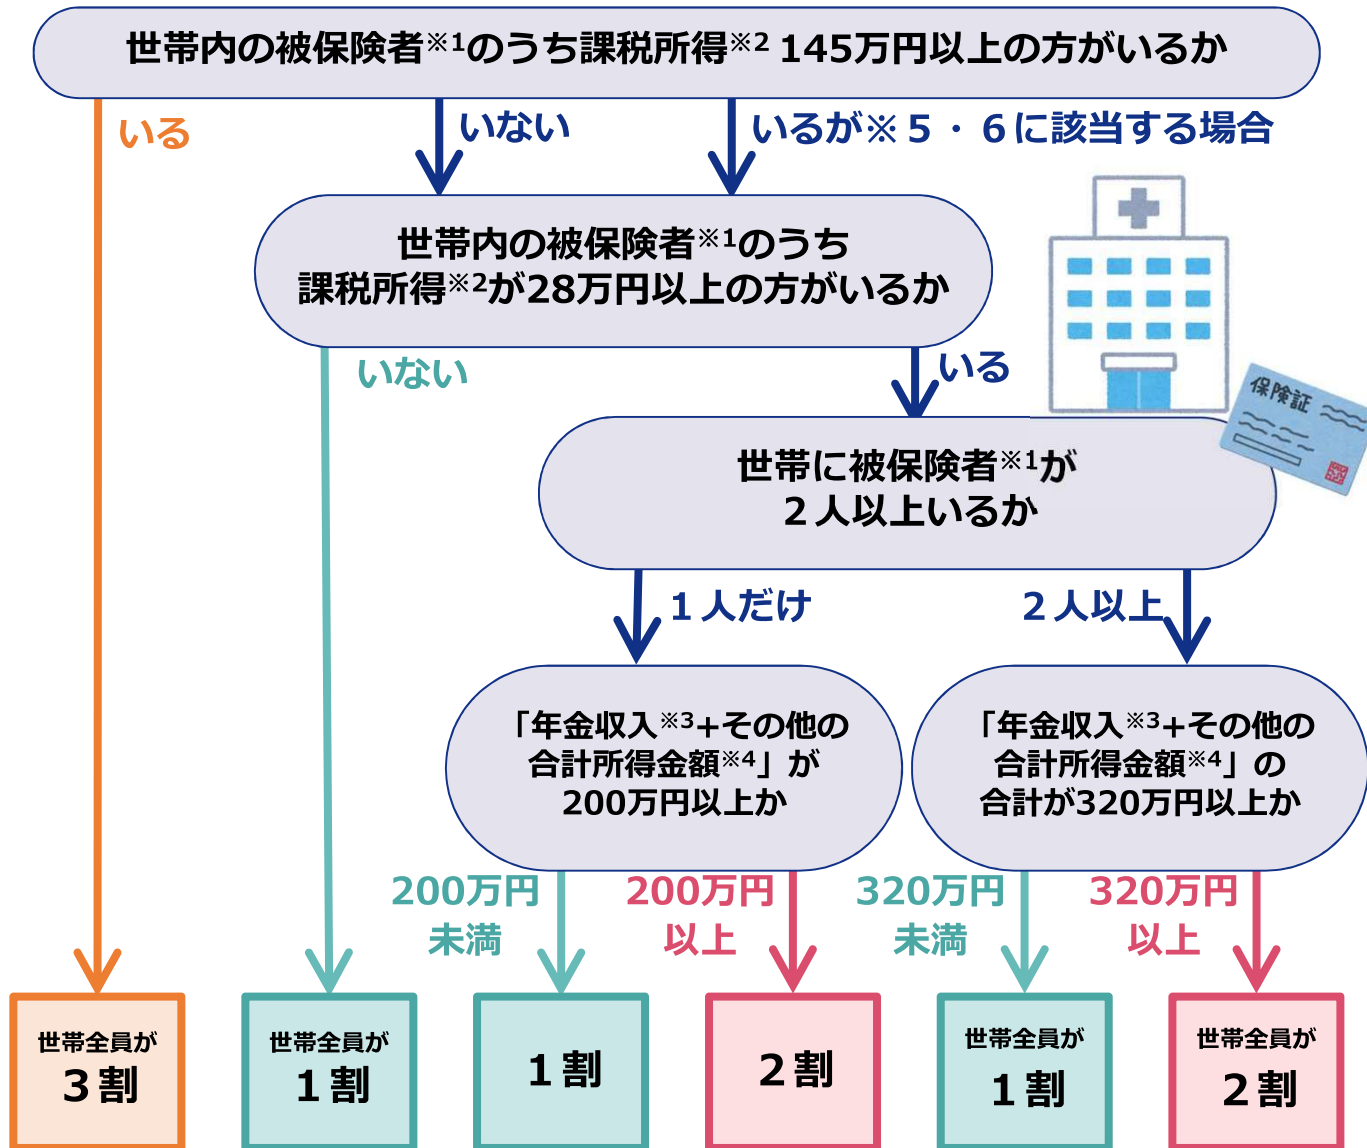 世帯内の被保険者※1のうち課税所得※2 145万円以上の方がいるか
いる
いない
いるが※５・６に該当する場合
世帯内の被保険者※1のうち
課税所得※2が28万円以上の方がいるか
いない
いる
保険証
世帯に被保険者※1が
２人以上いるか
１人だけ
２人以上
「年金収入※3+その他の
合計所得金額※4」が
200万円以上か
「年金収入※3+その他の
合計所得金額※4」の
合計が320万円以上か
200万円
未満
200万円
以上
320万円
未満
320万円
以上
世帯全員が
３割
世帯全員が
１割
１割
２割
世帯全員が
１割
世帯全員が
２割